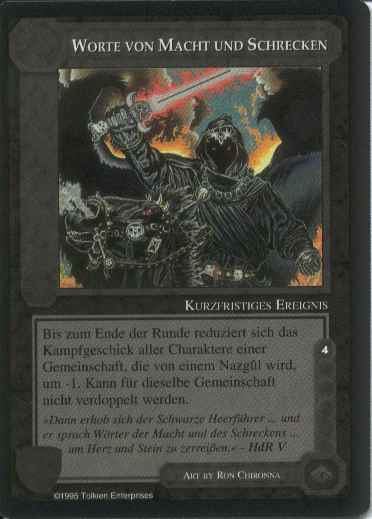 Worte von Macht und Schrecken
Kurzfristiges Ereignis
Bis zum Ende der Runde reduziert sich das
Kampfgeschick aller Charaktere einer
Gemeinschaft, die von einem Nazgûl wird,
um -1. Kann für dieselbe Gemeinschaft
nicht verdoppelt werden.
4
»Dann erhob sich der Schwarze Heerführer ... und
er sprach Wörter der Macht und des Schreckens ...
um Herz und Stein zu zerreißen.« – HdR V
Art by Ron Chironna
©1995 Tolkien Enterprises